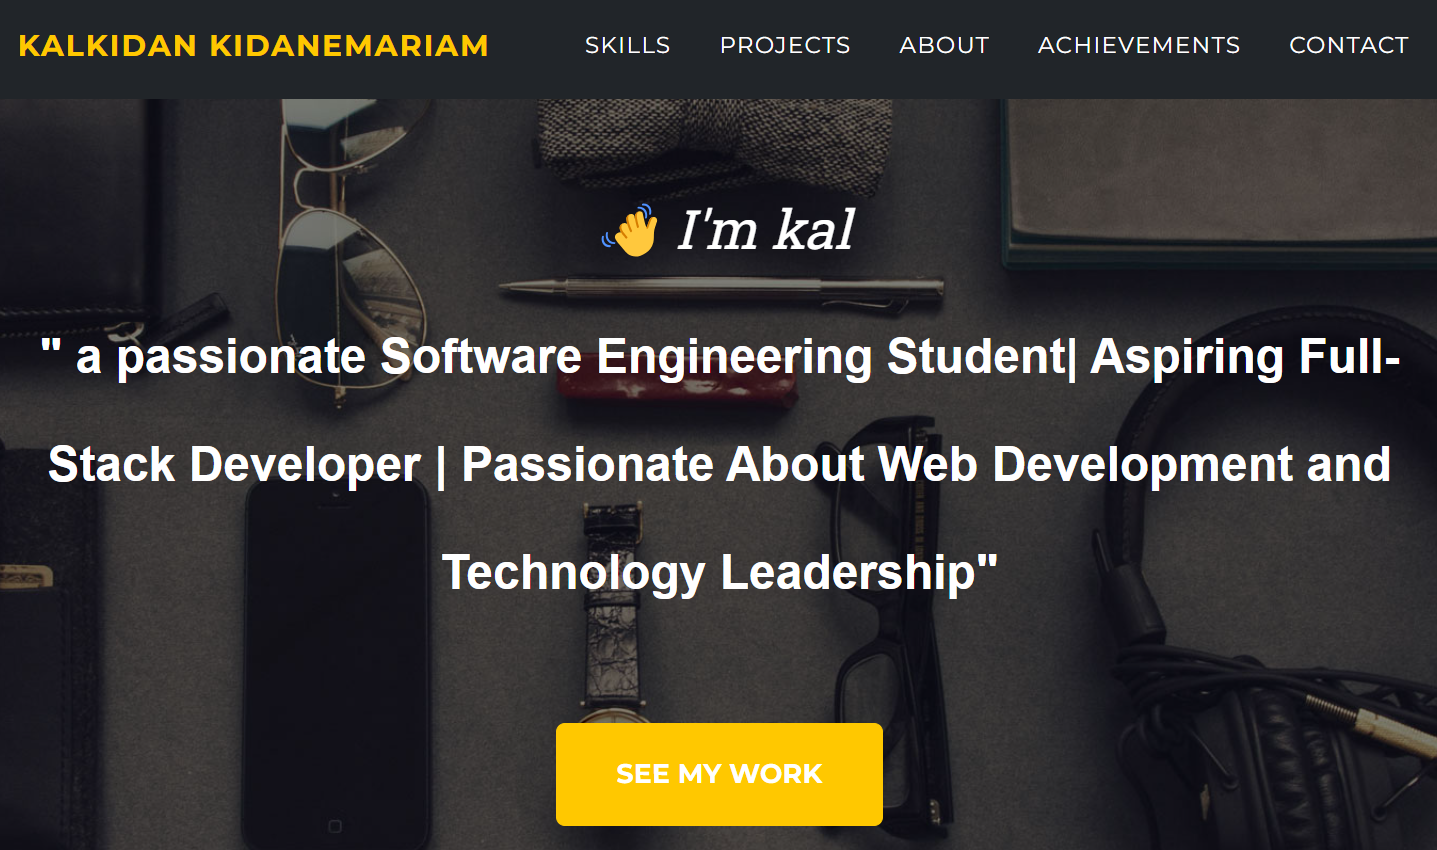 KALKIDAN KIDANEMARIAM SKILLS PROJECTS ABOUT ACHIEVEMENTS CONTACT
👋 I'm kal
" a passionate Software Engineering Student| Aspiring Full-
Stack Developer | Passionate About Web Development and
Technology Leadership"
SEE MY WORK